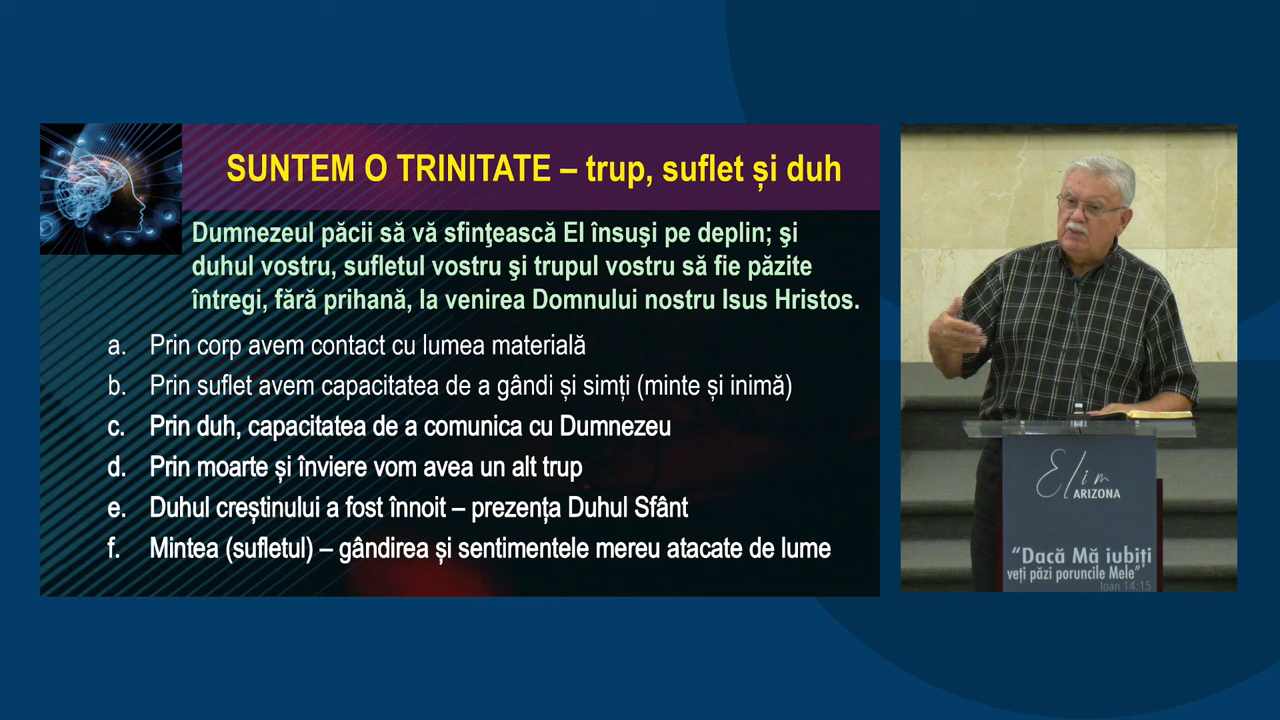 SUNTEM O TRINITATE – trup, suflet și duh
Dumnezeul păcii să vă sfinţească El însuşi pe deplin; şi
duhul vostru, sufletul vostru şi trupul vostru să fie păzite
întregi, fără prihană, la venirea Domnului nostru Isus Hristos.
a. Prin corp avem contact cu lumea materială
b. Prin suflet avem capacitatea de a gândi și simți (minte și inimă)
c. Prin duh, capacitatea de a comunica cu Dumnezeu
d. Prin moarte și înviere vom avea un alt trup
e. Duhul creștinului a fost înnoit – prezența Duhul Sfânt
f. Mintea (sufletul) – gândirea și sentimentele mereu atacate de lume
Elim
ARIZONA
“Dacă Mă iubiți
veți păzi poruncile Mele”
Ioan 14:15